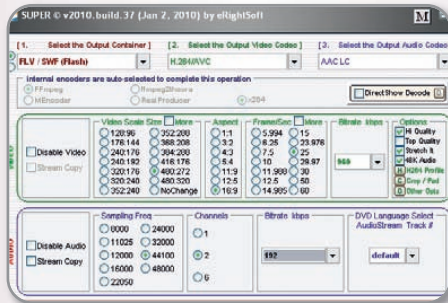 SUPER © v2010.build.37 (Jan 2, 2010) by eRightSoft
M
[ 1. Select the Output Container ]
[ 2. Select the Output Video Codec ]
[ 3. Select the Output Audio Codec
FLV / SWF (Flash)
H.264/AVC
AAC LC
Internal encoders are auto-selected to complete this operation
FFmpeg
ffmpeg2theora
MEncoder
Real Producer
x264
DirectShow Decode
Video Scale Size More
Aspect
Frame/Sec More
Bitrate kbps
Options
128:96 352:208
1:1
5.994 15
Hi Quality
176:144 368:208
3:2
8.25 23.976
Top Quality
Disable Video
240:176 384:208
4:3
7.5 25
Stretch It
Stream Copy
240:192 416:176
5:4
10 29.97
960
48K Audio
320:176 480:272
11:9
11.988 30
H H264 Profile
320:240 480:320
12:5
12.5 50
C Crop / Pad
352:240 NoChange
16:9
14.985 60
O Other Opts
AUDIO
Sampling Freq
Channels
Bitrate kbps
DVD Language Select
AudioStream Track #
8000 24000
1
Disable Audio
11025 32000
Stream Copy
12000 44100
2
192
default
16000 48000
22050
6